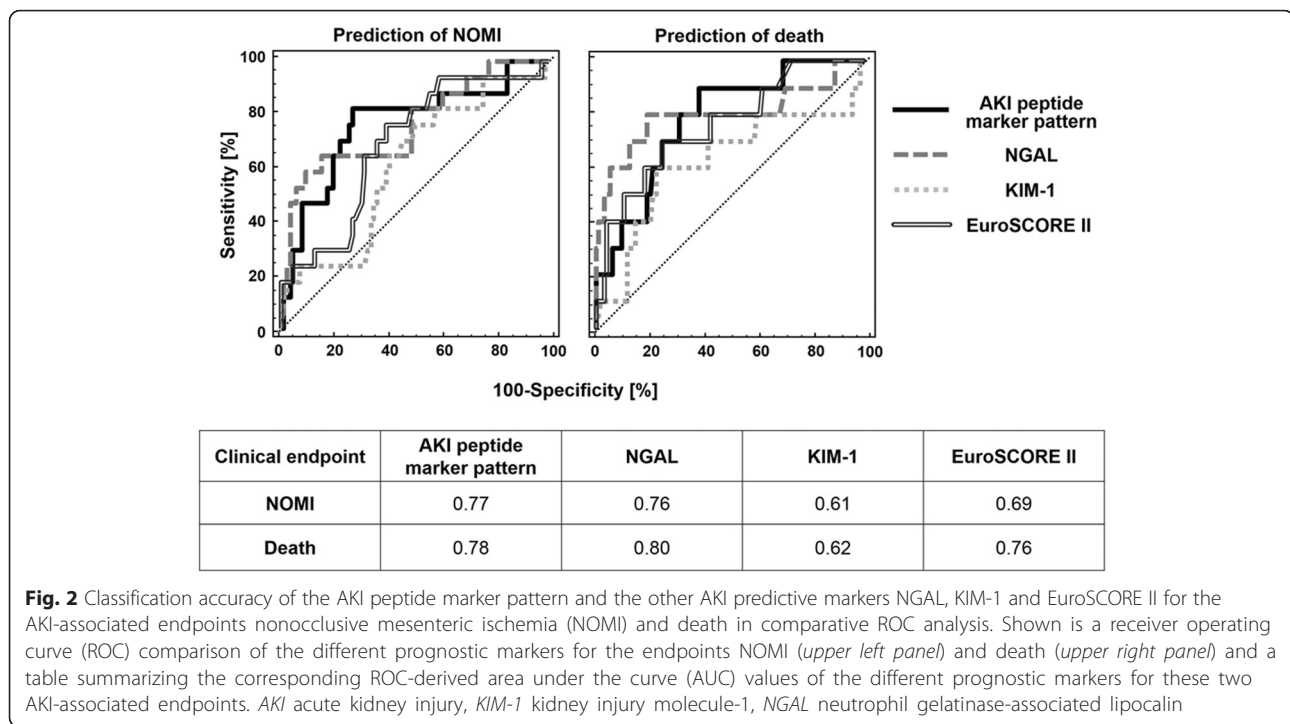 Prediction of NOMI
Prediction of death
100
80
60
40
20
0
Sensitivity [%]
0 20 40 60 80 100
0 20 40 60 80 100
100-Specificity [%]
AKI peptide
marker pattern
NGAL
KIM-1
EuroSCORE II
Clinical endpoint AKI peptide marker pattern NGAL KIM-1 EuroSCORE II
NOMI 0.77 0.76 0.61 0.69
Death 0.78 0.80 0.62 0.76
Fig. 2 Classification accuracy of the AKI peptide marker pattern and the other AKI predictive markers NGAL, KIM-1 and EuroSCORE II for the
AKI-associated endpoints nonocclusive mesenteric ischemia (NOMI) and death in comparative ROC analysis. Shown is a receiver operating
curve (ROC) comparison of the different prognostic markers for the endpoints NOMI (upper left panel) and death (upper right panel) and a
table summarizing the corresponding ROC-derived area under the curve (AUC) values of the different prognostic markers for these two
AKI-associated endpoints. AKI acute kidney injury, KIM-1 kidney injury molecule-1, NGAL neutrophil gelatinase-associated lipocalin